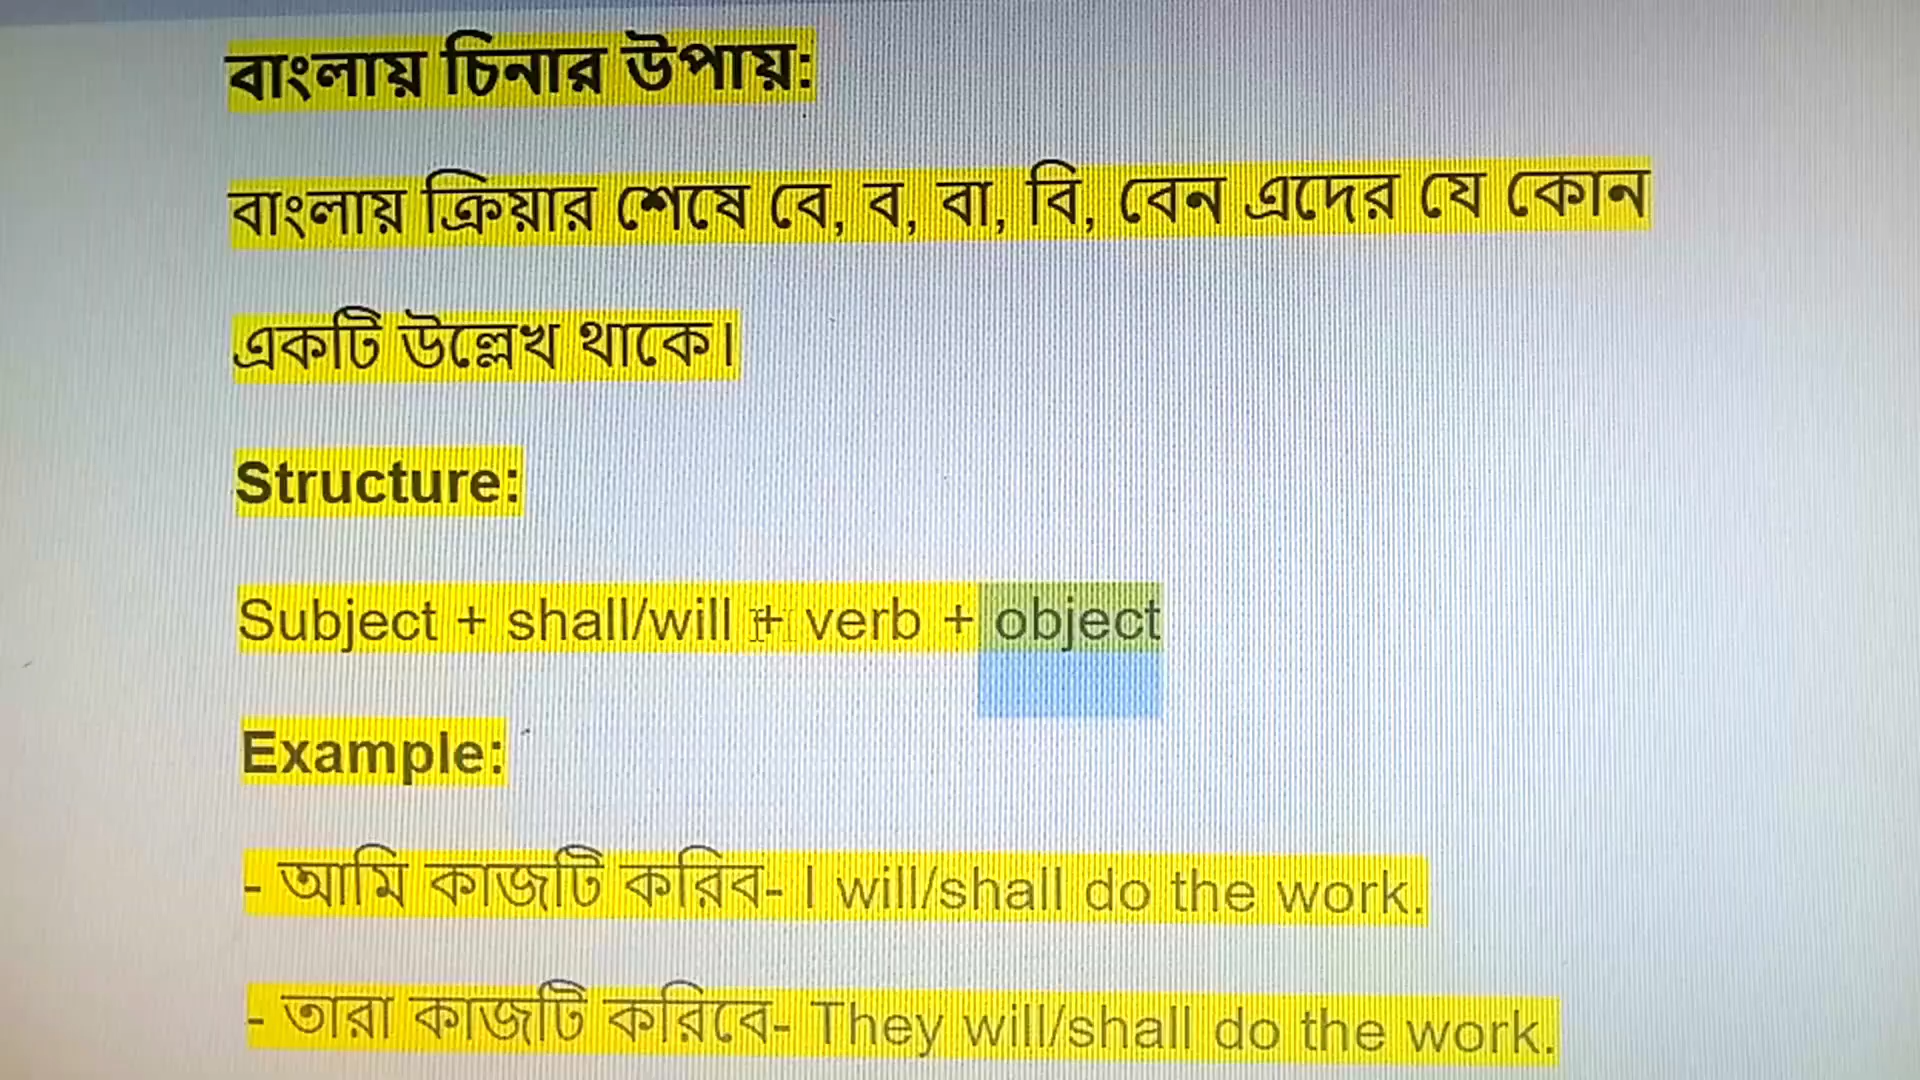 বাংলায় চিনার উপায়:
বাংলায় ক্রিয়ার শেষে বে, ব, বা, বি, বেন এদের যে কোন
একটি উল্লেখ থাকে।
Structure:
Subject + shall/will + verb + object
Example:
- আমি কাজটি করিব- I will/shall do the work.
- তারা কাজটি করিবে- They will/shall do the work.